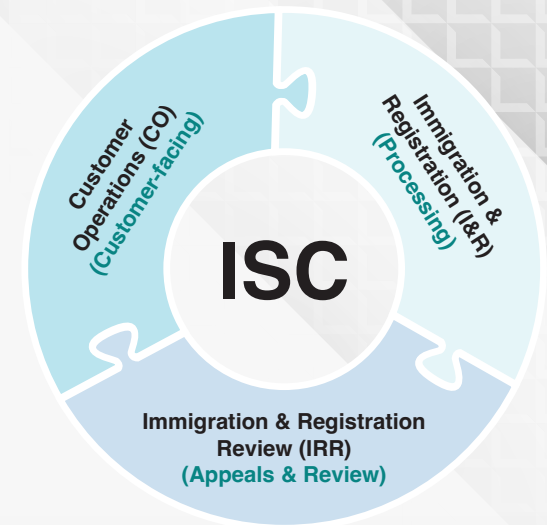 Customer
Operations (CO)
(Customer-facing)
Immigration &
Registration (I&R)
(Processing)
ISC
Immigration & Registration
Review (IRR)
(Appeals & Review)